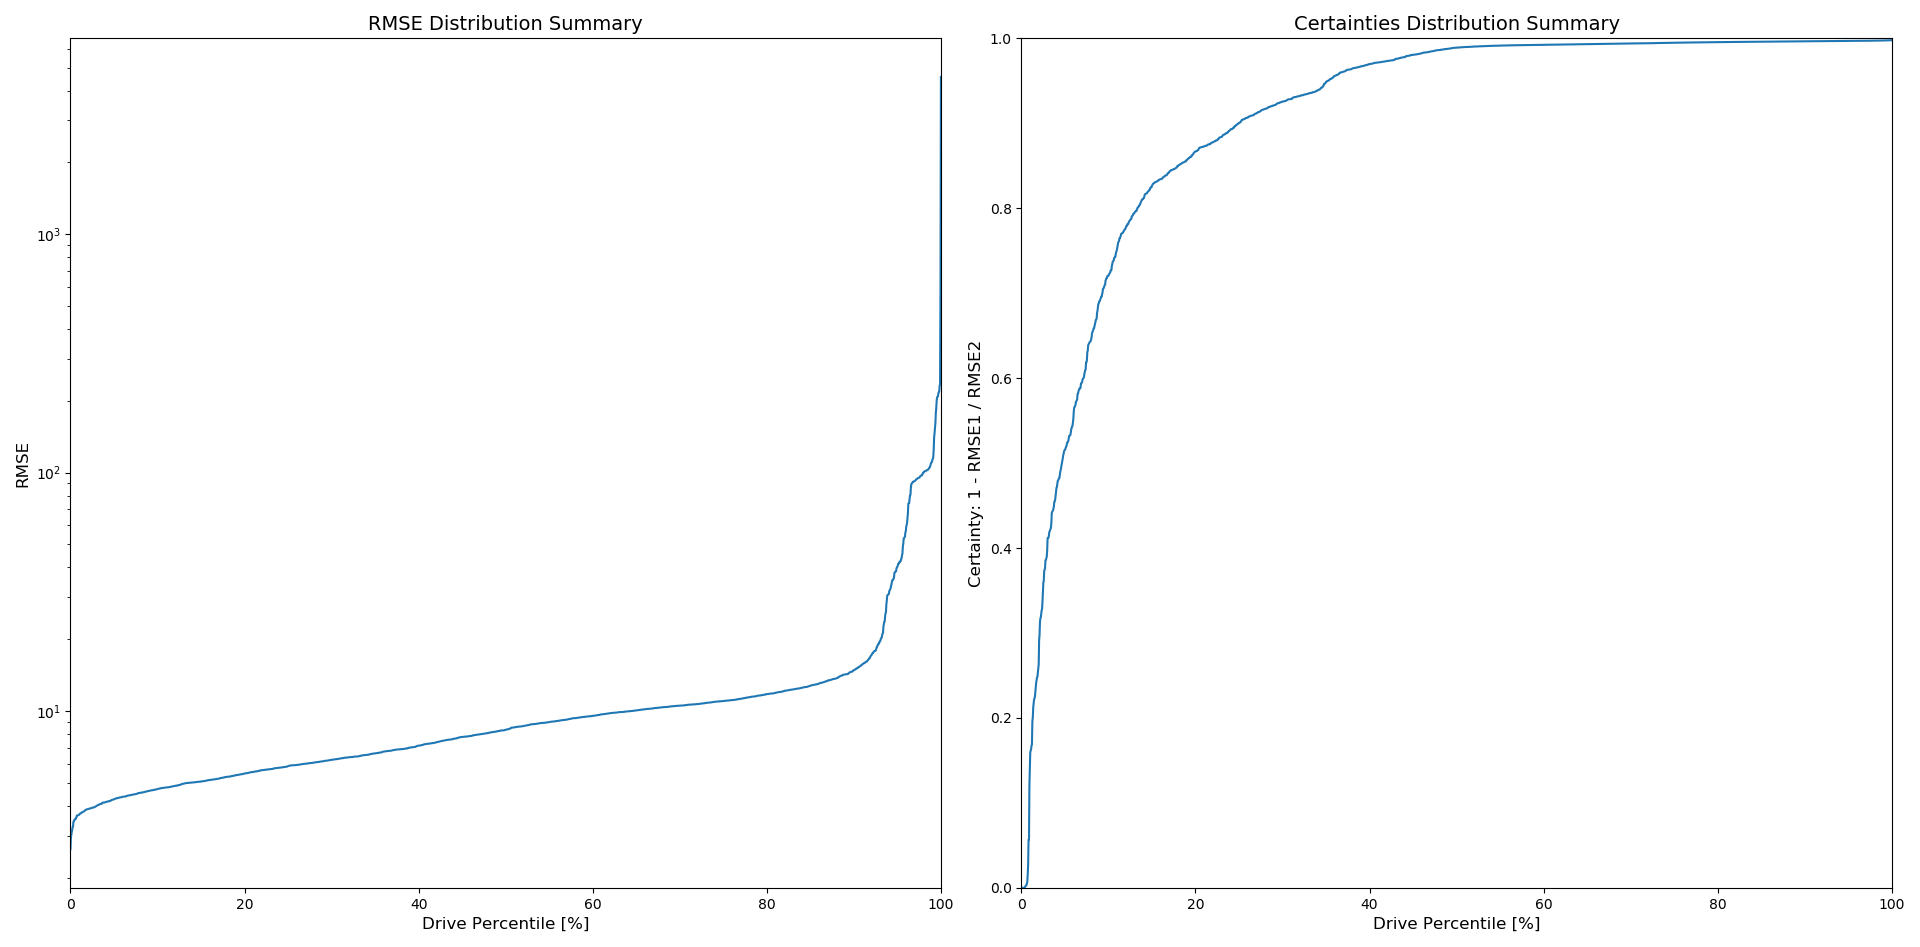 RMSE Distribution Summary
RMSE
10³
10²
10¹
0 20 40 60 80 100
Drive Percentile [%]
Certainties Distribution Summary
Certainty: 1 - RMSE1 / RMSE2
1.0
0.8
0.6
0.4
0.2
0.0
0 20 40 60 80 100
Drive Percentile [%]